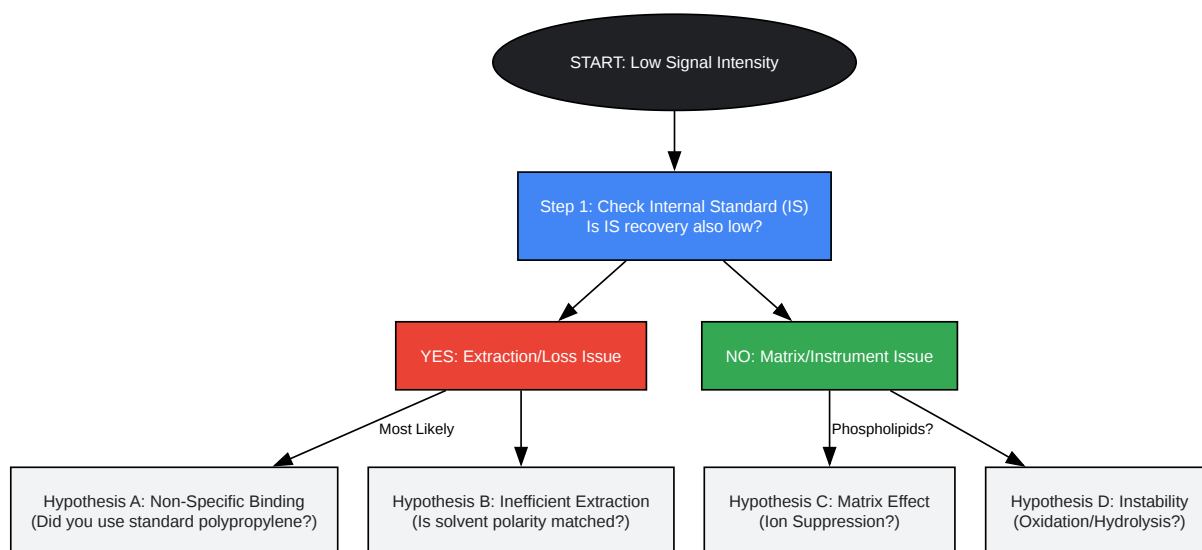 START: Low Signal Intensity
Step 1: Check Internal Standard (IS)
Is IS recovery also low?
YES: Extraction/Loss Issue
NO: Matrix/Instrument Issue
Most Likely
Phospholipids?
Hypothesis A: Non-Specific Binding
(Did you use standard polypropylene?)
Hypothesis B: Inefficient Extraction
(Is solvent polarity matched?)
Hypothesis C: Matrix Effect
(Ion Suppression?)
Hypothesis D: Instability
(Oxidation/Hydrolysis?)